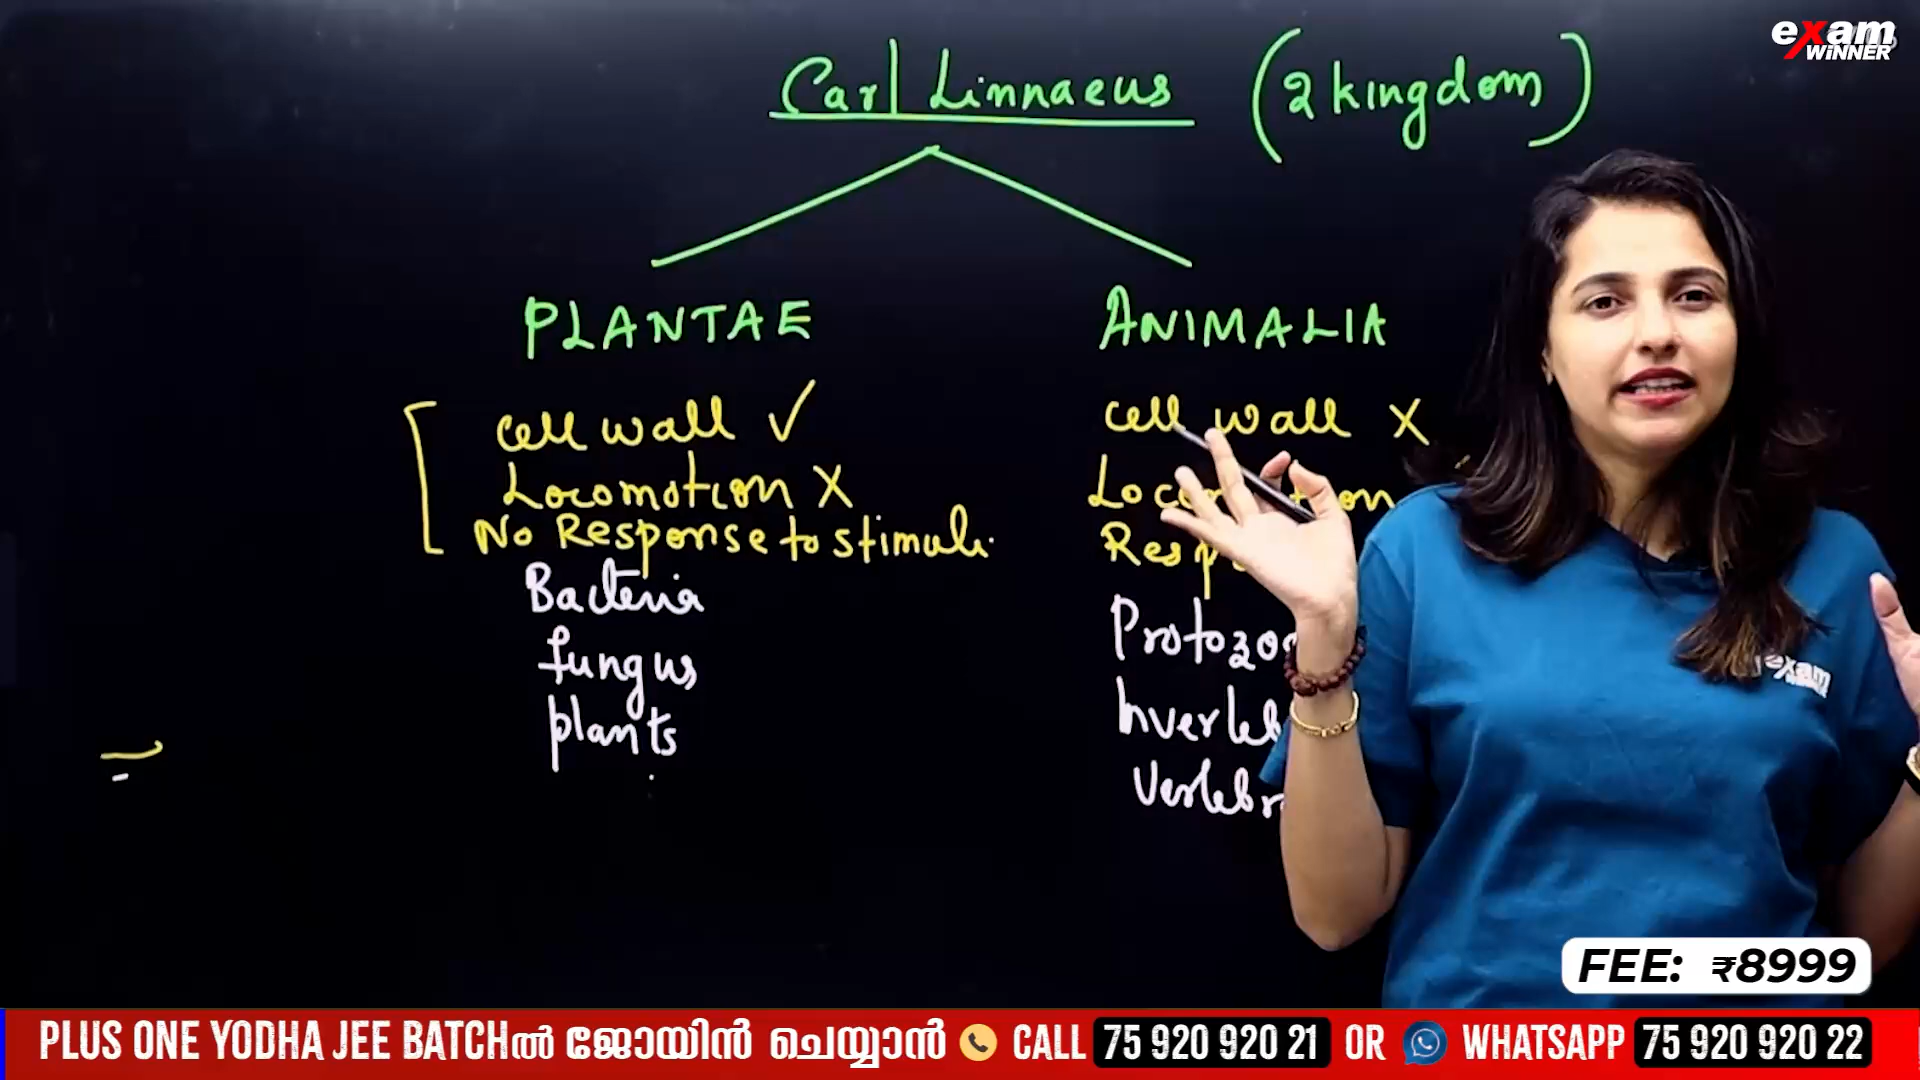 exam
WINNER
Carl Linnaeus (2 kingdom)
PLANTAE
ANIMALIA
Cell wall ✓
Locomotion X
No Response to stimuli
Bacteria
fungus
plants
Cell wall X
exam
FEE: ₹8999
PLUS ONE YODHA JEE BATCHൽ ജോയിൻ ചെയ്യാൻ CALL 75 920 920 21 OR WHATSAPP 75 920 920 22